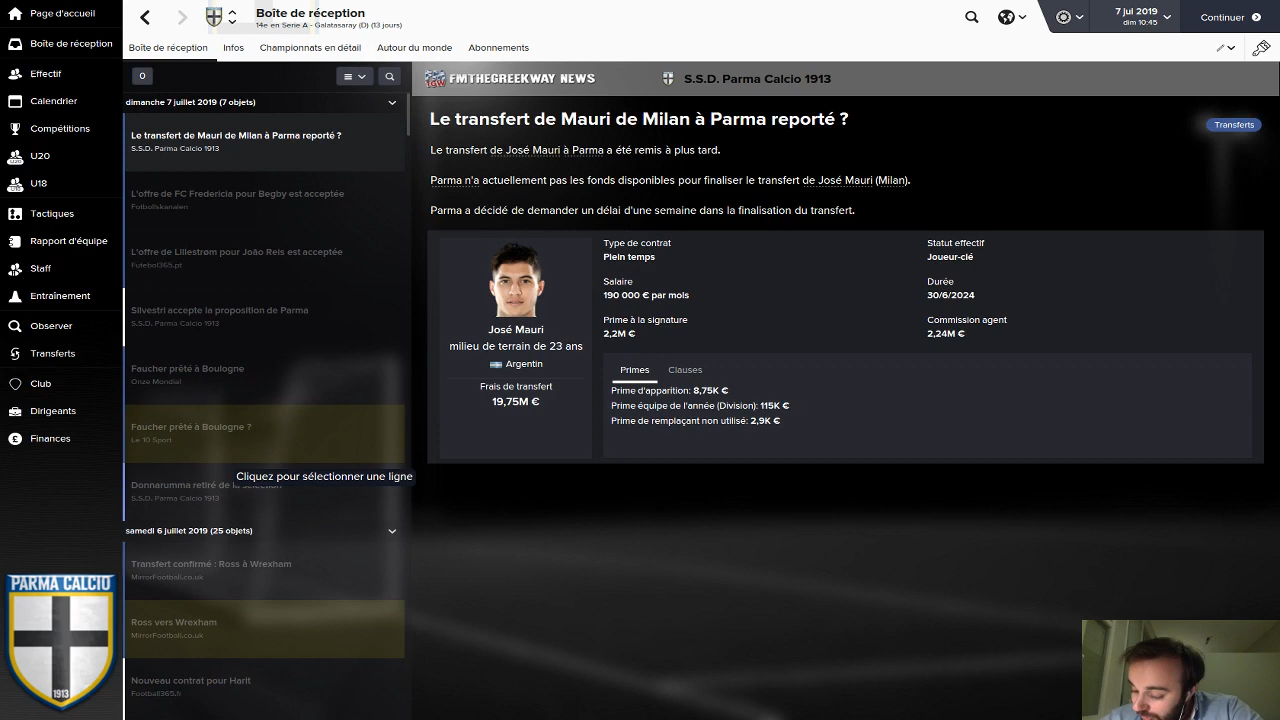 Page d'accueil
Boîte de réception
Effectif
Calendrier
Compétitions
U20
U18
Tactiques
Rapport d'équipe
Staff
Entraînement
Observer
Transferts
Club
Dirigeants
Finances
PARMA CALCIO
1913
Boîte de réception
14e en Serie A - Galatasaray (D) (13 jours)
7 jul 2019
dim 10:45
Continuer
Boîte de réception Infos Championnats en détail Autour du monde Abonnements
0
dimanche 7 juillet 2019 (7 objets)
Le transfert de Mauri de Milan à Parma reporté ?
S.S.D. Parma Calcio 1913
L'offre de FC Fredericia pour Begby est acceptée
Fotbollskanalen
L'offre de Lillestrøm pour João Reis est acceptée
Futebol365.pt
Silvestri accepte la proposition de Parma
S.S.D. Parma Calcio 1913
Faucher prêté à Boulogne
Onze Mondial
Faucher prêté à Boulogne ?
Le 10 Sport
Cliquez pour sélectionner une ligne
Donnarumma retiré de la sélection
S.S.D. Parma Calcio 1913
samedi 6 juillet 2019 (25 objets)
Transfert confirmé : Ross à Wrexham
MirrorFootball.co.uk
Ross vers Wrexham
MirrorFootball.co.uk
Nouveau contrat pour Harit
Football365.fr
FMTHEGREEKWAY NEWS
S.S.D. Parma Calcio 1913
Le transfert de Mauri de Milan à Parma reporté ?
Transferts
Le transfert de José Mauri à Parma a été remis à plus tard.
Parma n'a actuellement pas les fonds disponibles pour finaliser le transfert de José Mauri (Milan).
Parma a décidé de demander un délai d'une semaine dans la finalisation du transfert.
José Mauri
milieu de terrain de 23 ans
Argentin
Frais de transfert
19,75M €
Type de contrat
Plein temps
Statut effectif
Joueur-clé
Salaire
190 000 € par mois
Durée
30/6/2024
Prime à la signature
2,2M €
Commission agent
2,24M €
Primes Clauses
Prime d'apparition: 8,75K €
Prime équipe de l'année (Division): 115K €
Prime de remplaçant non utilisé: 2,9K €